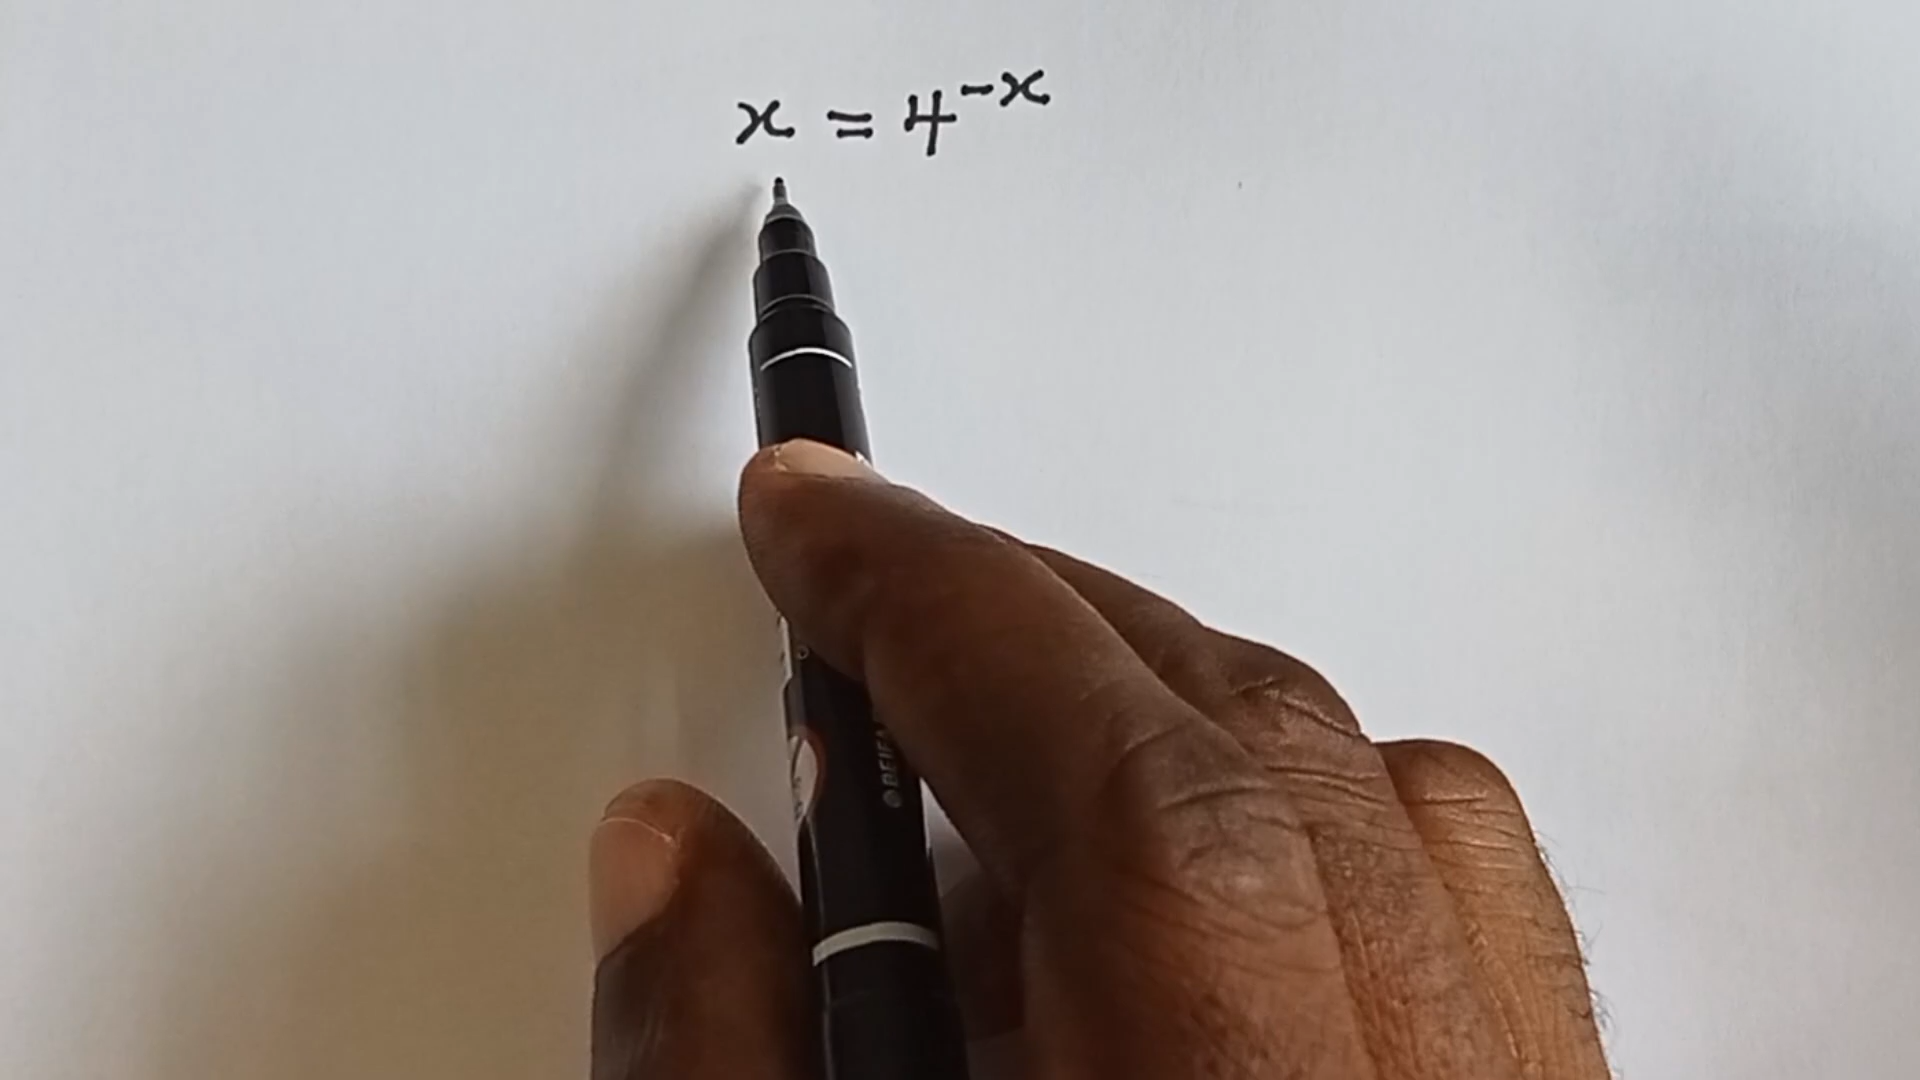 x = 4^{-x}